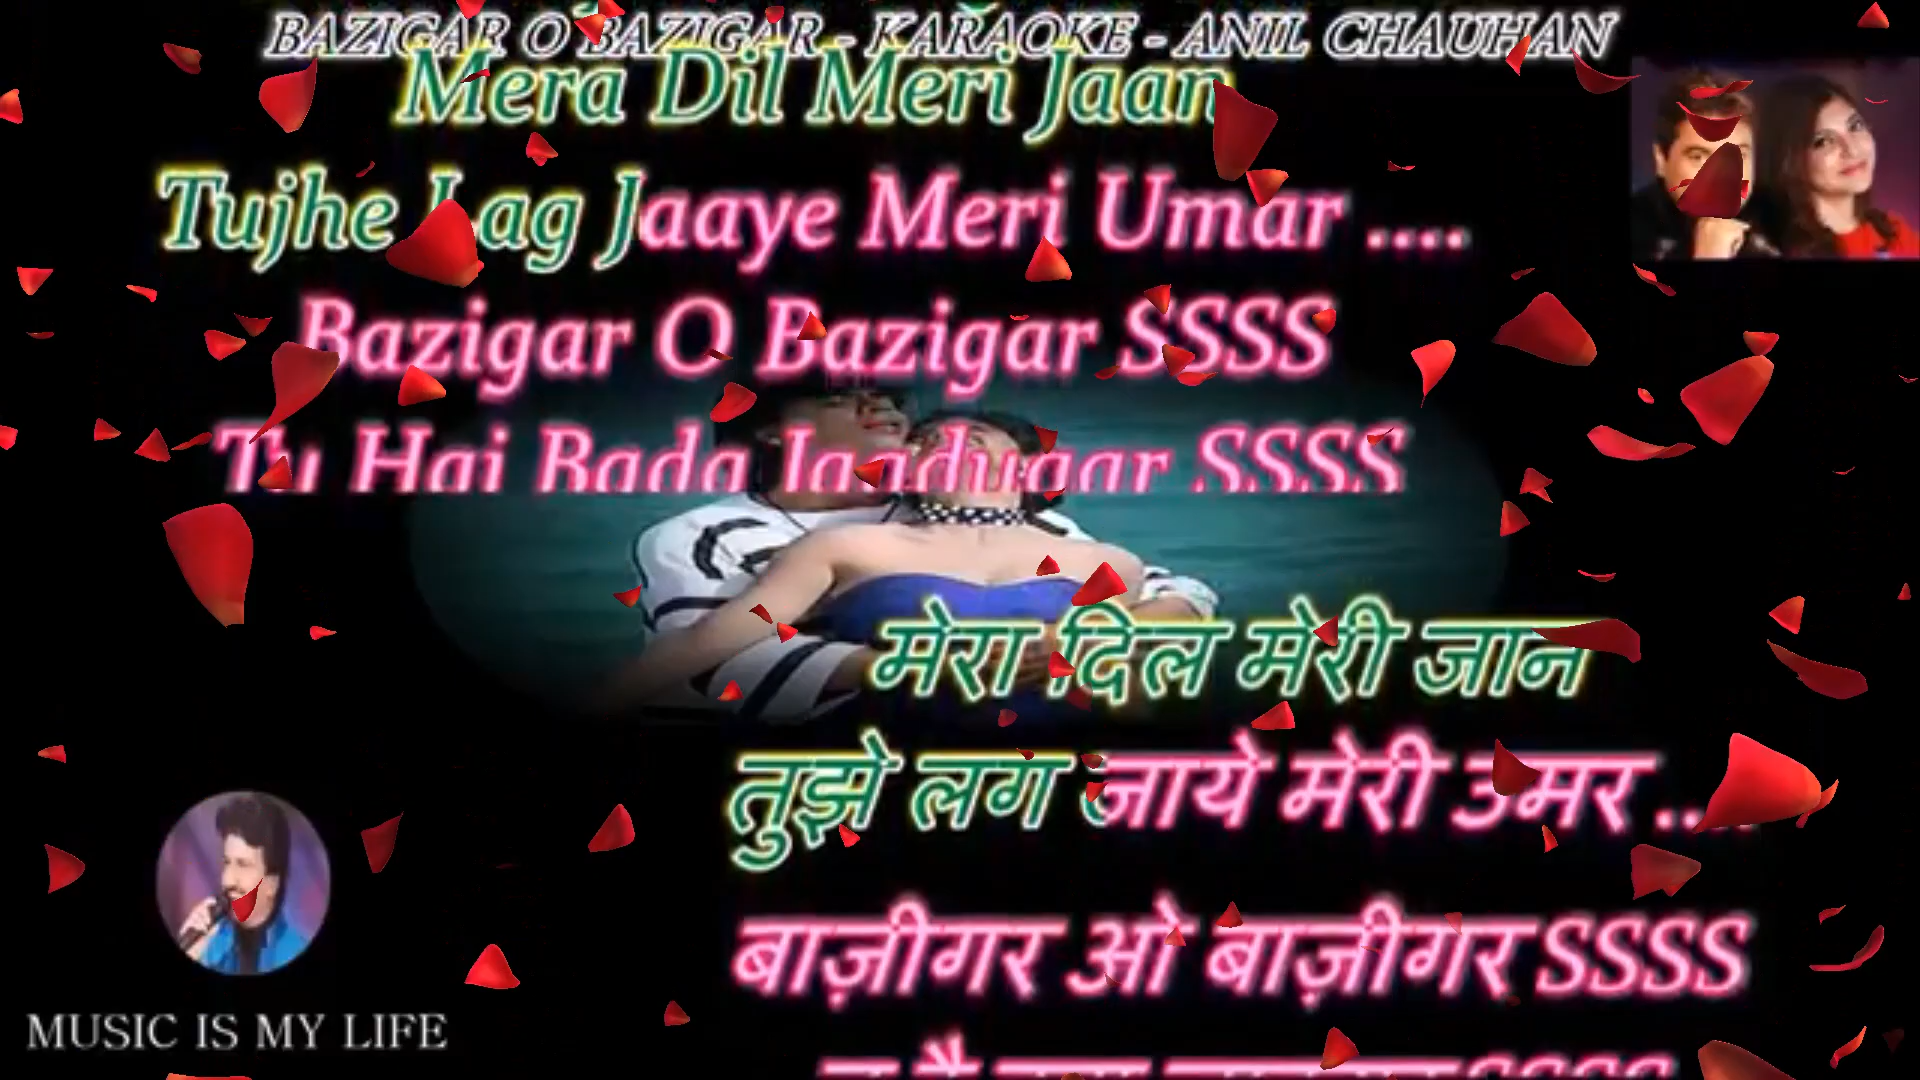 BAZIGAR O BAZIGAR - KARAOKE - ANIL CHAUHAN
Mera Dil Meri Jaan
Tujhe Lag Jaaye Meri Umar ....
Bazigar O Bazigar SSSS
Tu Hai Bada Jaadugar SSSS
मेरा दिल मेरी जान
तुझे लग जाये मेरी उमर ....
बाज़ीगर ओ बाज़ीगर SSSS
MUSIC IS MY LIFE